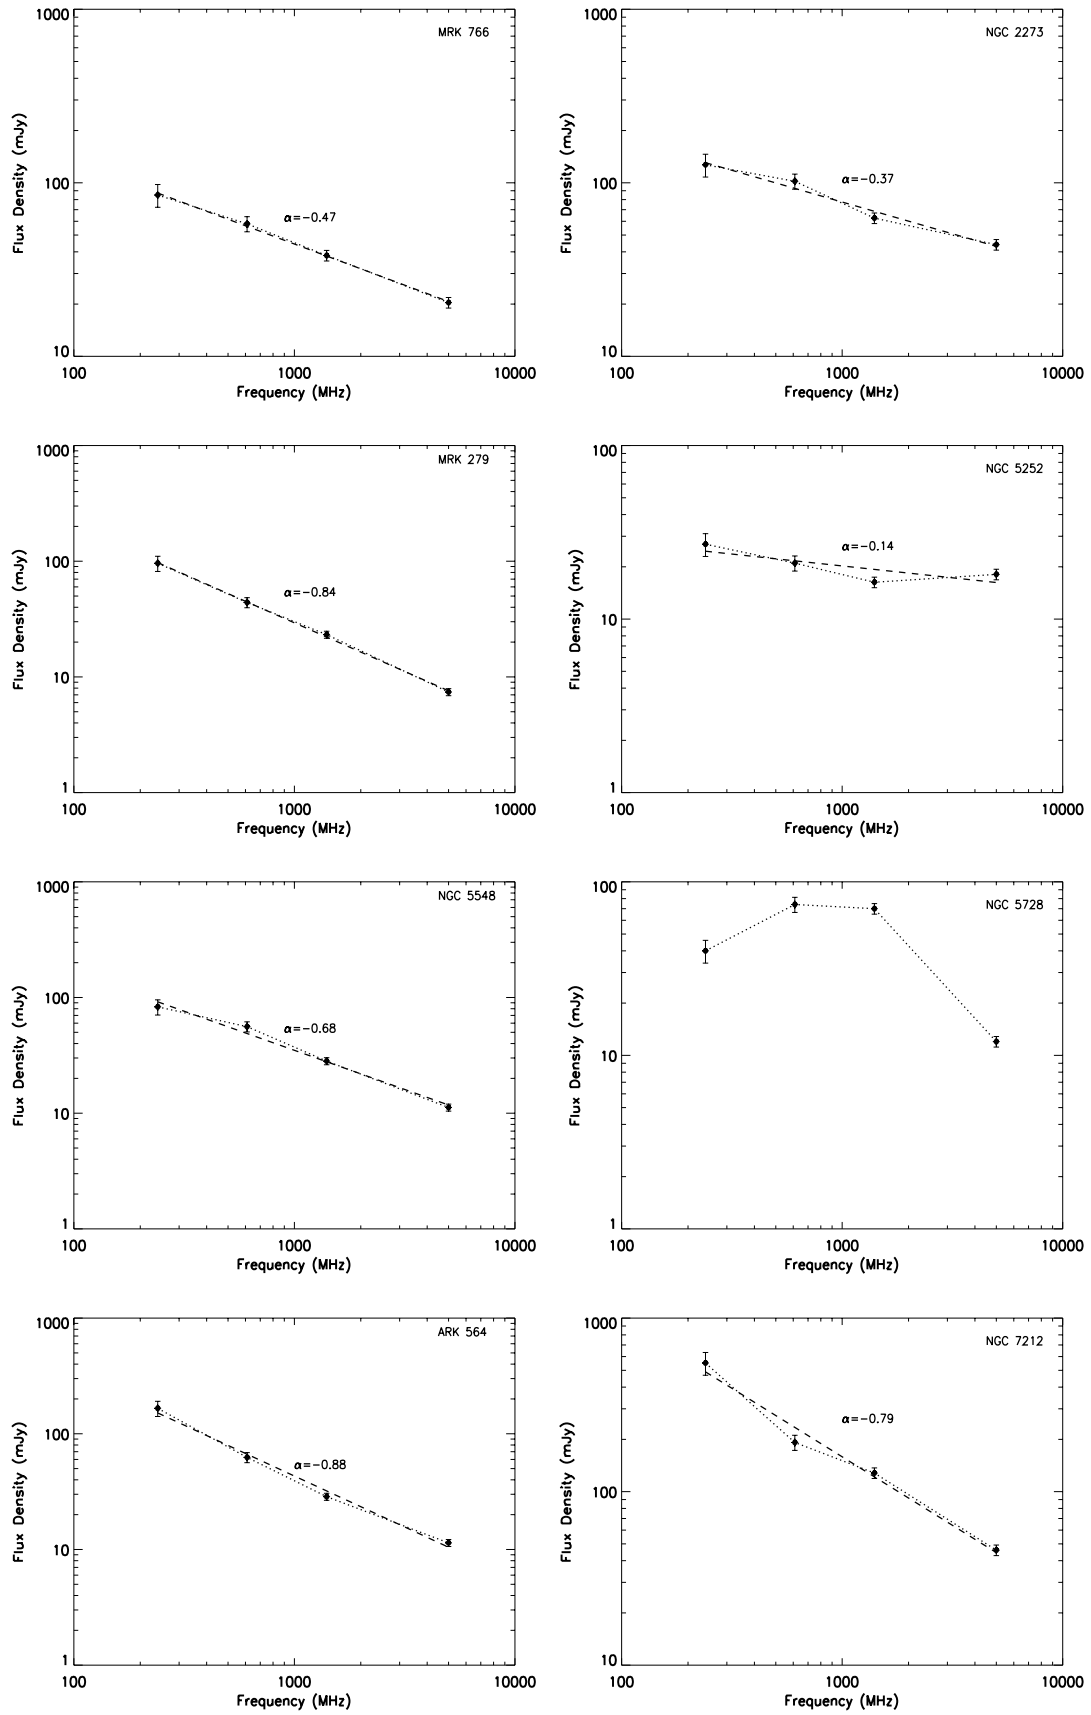 1000
MRK 766
α=−0.47
100
10
Flux Density (mJy)
100
1000
10000
Frequency (MHz)
1000
NGC 2273
α=−0.37
100
10
Flux Density (mJy)
100
1000
10000
Frequency (MHz)
1000
MRK 279
100
α=−0.84
10
1
Flux Density (mJy)
100
1000
10000
Frequency (MHz)
100
NGC 5252
α=−0.14
10
1
Flux Density (mJy)
100
1000
10000
Frequency (MHz)
1000
NGC 5548
100
α=−0.68
10
1
Flux Density (mJy)
100
1000
10000
Frequency (MHz)
100
NGC 5728
10
1
Flux Density (mJy)
100
1000
10000
Frequency (MHz)
1000
ARK 564
100
α=−0.88
10
1
Flux Density (mJy)
100
1000
10000
Frequency (MHz)
1000
NGC 7212
α=−0.79
100
10
Flux Density (mJy)
100
1000
10000
Frequency (MHz)